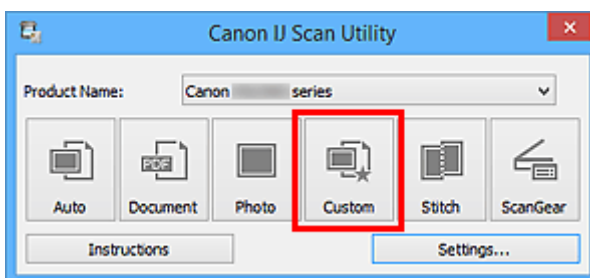 Canon IJ Scan Utility
Product Name: Canon series
PDF
Auto Document Photo Custom Stitch ScanGear
Instructions Settings...